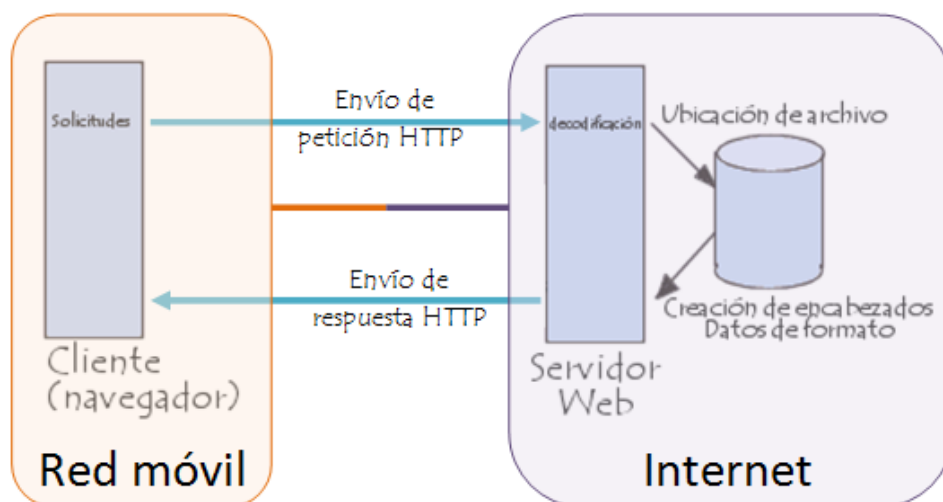 Solicitudes
Envío de
petición HTTP
decodificación
Ubicación de archivo
Envío de
respuesta HTTP
Creación de encabezados
Datos de formato
Cliente
(navegador)
Servidor
Web
Red móvil
Internet